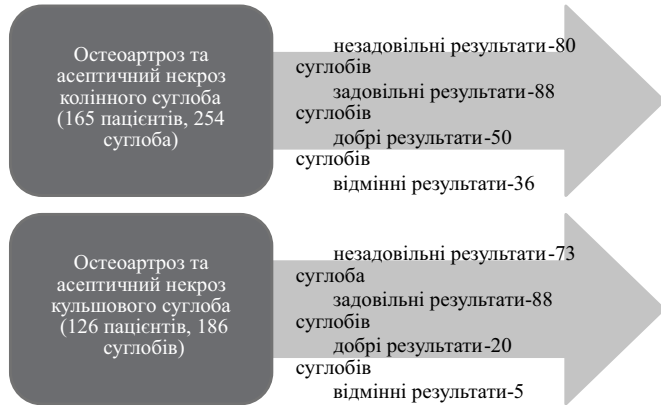 Остеоартроз та
асептичний некроз
колінного суглоба
(165 пацієнтів, 254
суглоба)
незадовільні результати-80
суглобів
задовільні результати-88
суглобів
добрі результати-50
суглобів
відмінні результати-36
Остеоартроз та
асептичний некроз
кульшового суглоба
(126 пацієнтів, 186
суглобів)
незадовільні результати-73
суглоба
задовільні результати-88
суглобів
добрі результати-20
суглобів
відмінні результати-5